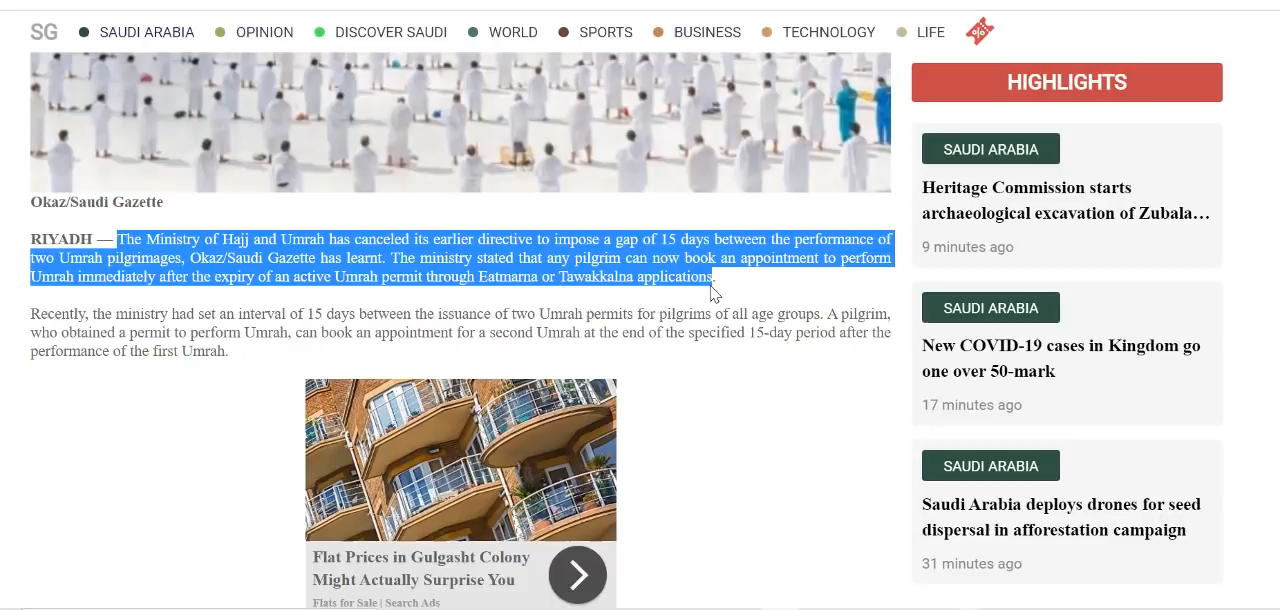 SG SAUDI ARABIA OPINION DISCOVER SAUDI WORLD SPORTS BUSINESS TECHNOLOGY LIFE
Okaz/Saudi Gazette
RIYADH — The Ministry of Hajj and Umrah has canceled its earlier directive to impose a gap of 15 days between the performance of
two Umrah pilgrimages, Okaz/Saudi Gazette has learnt. The ministry stated that any pilgrim can now book an appointment to perform
Umrah immediately after the expiry of an active Umrah permit through Eatmarna or Tawakkalna applications.
Recently, the ministry had set an interval of 15 days between the issuance of two Umrah permits for pilgrims of all age groups. A pilgrim,
who obtained a permit to perform Umrah, can book an appointment for a second Umrah at the end of the specified 15-day period after the
performance of the first Umrah.
Flat Prices in Gulgasht Colony
Might Actually Surprise You
Flats for Sale | Search Ads
HIGHLIGHTS
SAUDI ARABIA
Heritage Commission starts
archaeological excavation of Zubala…
9 minutes ago
SAUDI ARABIA
New COVID-19 cases in Kingdom go
one over 50-mark
17 minutes ago
SAUDI ARABIA
Saudi Arabia deploys drones for seed
dispersal in afforestation campaign
31 minutes ago